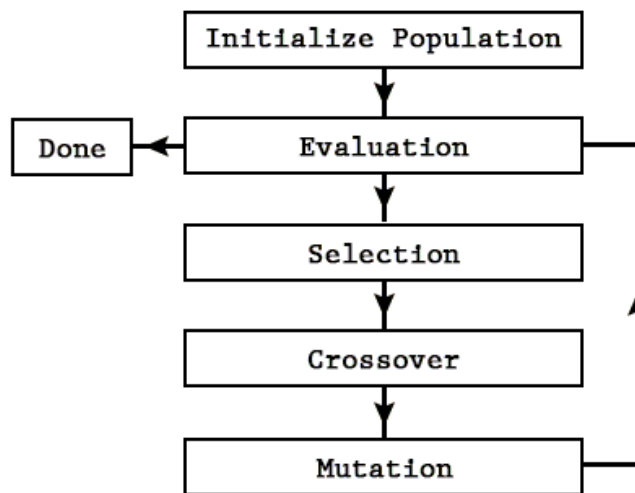 Initialize Population
Done
Evaluation
Selection
Crossover
Mutation